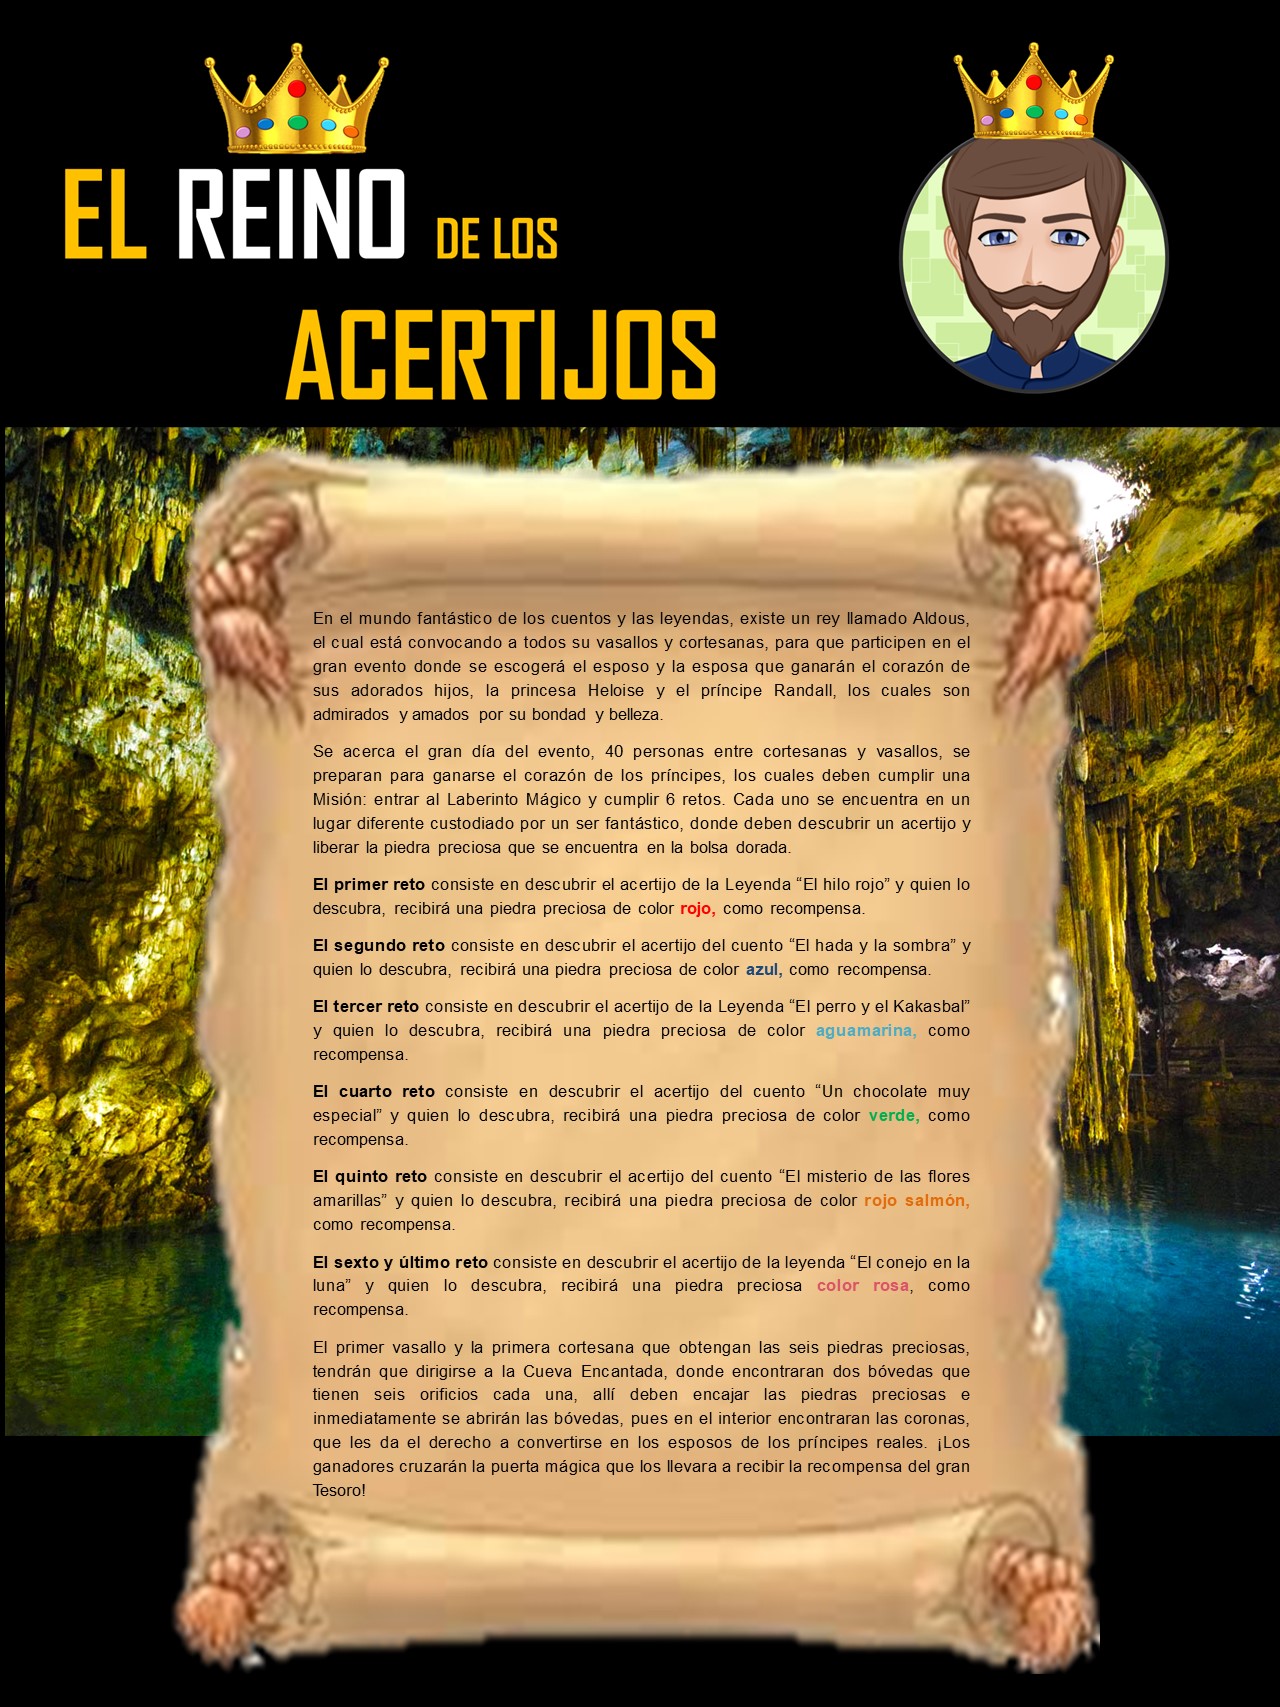 EL REINO DE LOS
ACERTIJOS
En el mundo fantástico de los cuentos y las leyendas, existe un rey llamado Aldous,
el cual está convocando a todos su vasallos y cortesanas, para que participen en el
gran evento donde se escogerá el esposo y la esposa que ganarán el corazón de
sus adorados hijos, la princesa Heloise y el príncipe Randall, los cuales son
admirados y amados por su bondad y belleza.
Se acerca el gran día del evento, 40 personas entre cortesanas y vasallos, se
preparan para ganarse el corazón de los príncipes, los cuales deben cumplir una
Misión: entrar al Laberinto Mágico y cumplir 6 retos. Cada uno se encuentra en un
lugar diferente custodiado por un ser fantástico, donde deben descubrir un acertijo y
liberar la piedra preciosa que se encuentra en la bolsa dorada.
El primer reto consiste en descubrir el acertijo de la Leyenda “El hilo rojo” y quien lo
descubra, recibirá una piedra preciosa de color rojo, como recompensa.
El segundo reto consiste en descubrir el acertijo del cuento “El hada y la sombra” y
quien lo descubra, recibirá una piedra preciosa de color azul, como recompensa.
El tercer reto consiste en descubrir el acertijo de la Leyenda “El perro y el Kakasbal”
y quien lo descubra, recibirá una piedra preciosa de color aguamarina, como
recompensa.
El cuarto reto consiste en descubrir el acertijo del cuento “Un chocolate muy
especial” y quien lo descubra, recibirá una piedra preciosa de color verde, como
recompensa.
El quinto reto consiste en descubrir el acertijo del cuento “El misterio de las flores
amarillas” y quien lo descubra, recibirá una piedra preciosa de color rojo salmón,
como recompensa.
El sexto y último reto consiste en descubrir el acertijo de la leyenda “El conejo en la
luna” y quien lo descubra, recibirá una piedra preciosa color rosa, como
recompensa.
El primer vasallo y la primera cortesana que obtengan las seis piedras preciosas,
tendrán que dirigirse a la Cueva Encantada, donde encontraran dos bóvedas que
tienen seis orificios cada una, allí deben encajar las piedras preciosas e
inmediatamente se abrirán las bóvedas, pues en el interior encontraran las coronas,
que les da el derecho a convertirse en los esposos de los príncipes reales. ¡Los
ganadores cruzarán la puerta mágica que los llevara a recibir la recompensa del gran
Tesoro!